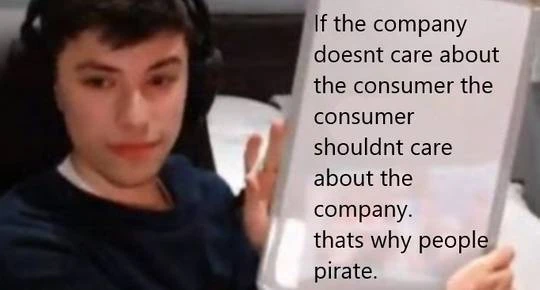 If the company
doesnt care about
the consumer the
consumer
shouldnt care
about the
company.
thats why people
pirate.